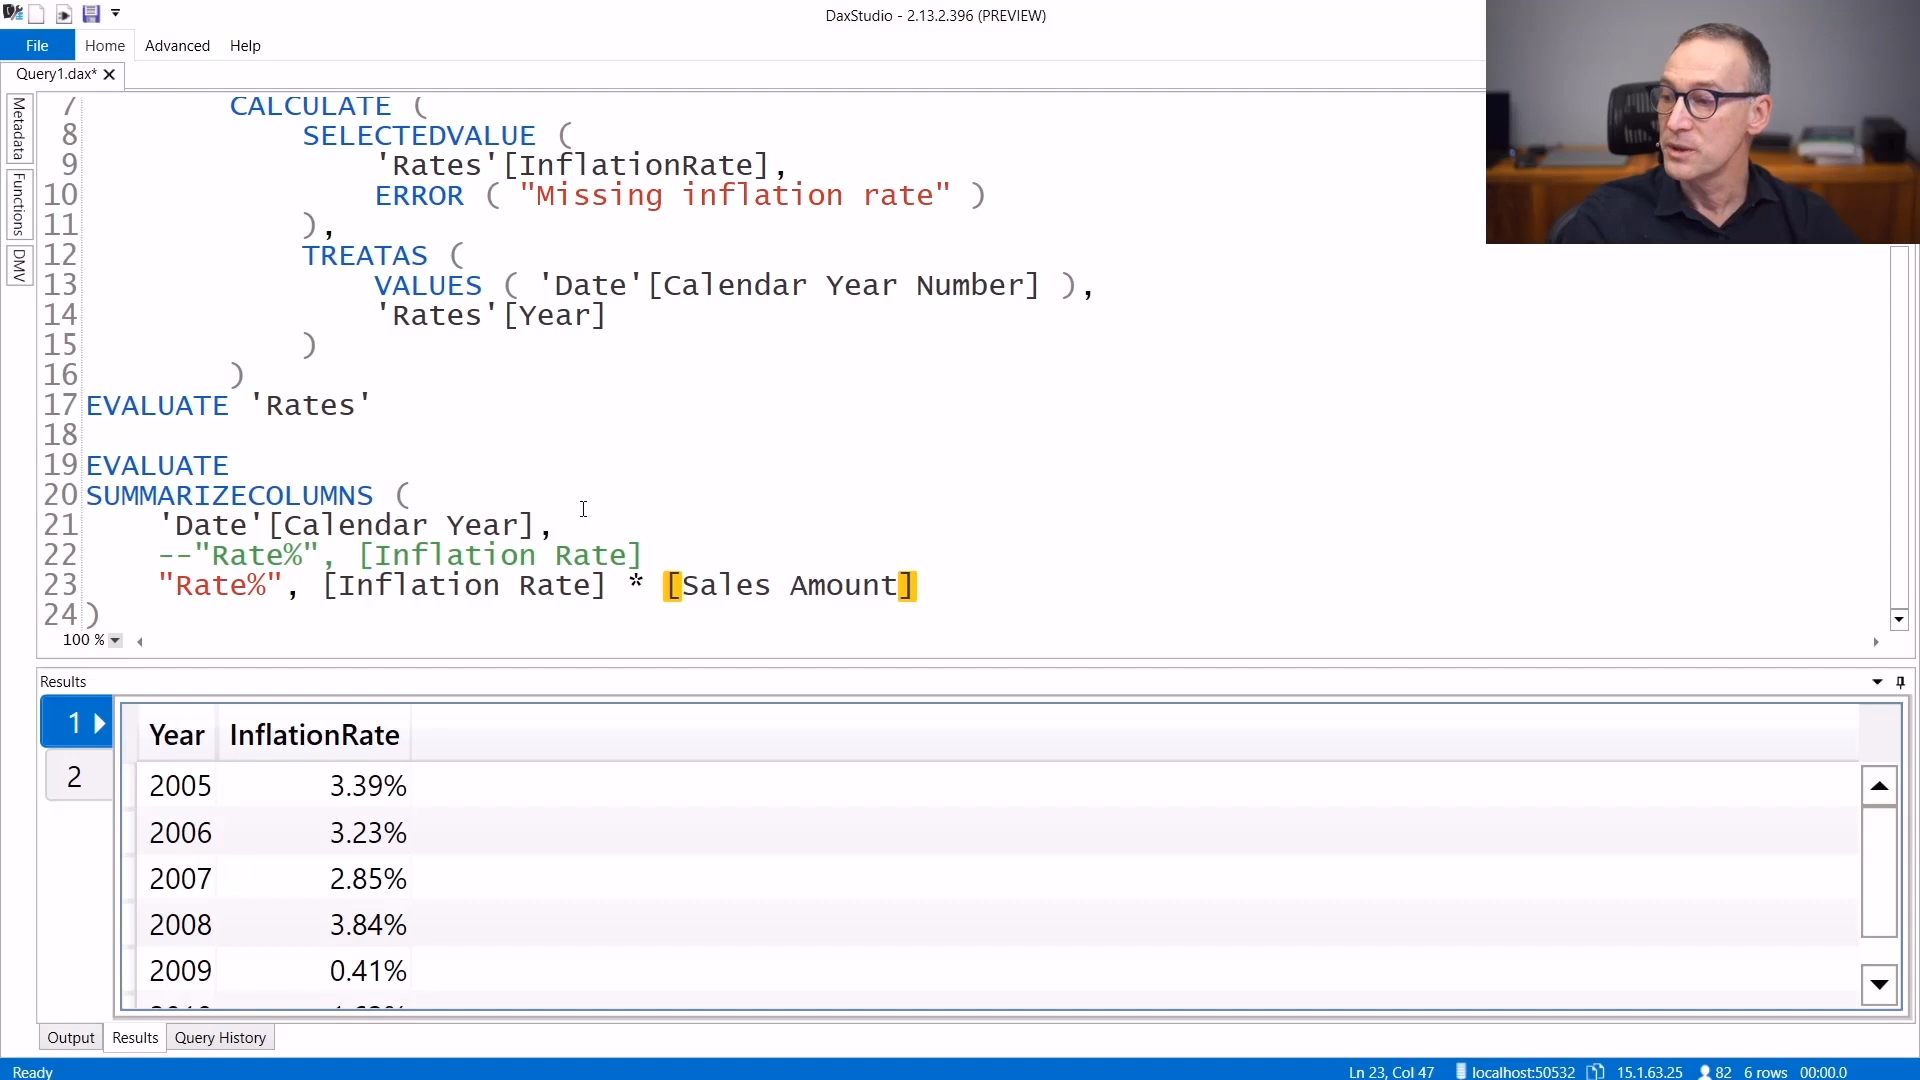 DaxStudio - 2.13.2.396 (PREVIEW)
File Home Advanced Help
Query1.dax*
Metadata
Functions
DMV
7 CALCULATE (
8 SELECTEDVALUE (
9 'Rates'[InflationRate],
10 ERROR ( "Missing inflation rate" )
11 ),
12 TREATAS (
13 VALUES ( 'Date'[Calendar Year Number] ),
14 'Rates'[Year]
15 )
16 )
17 EVALUATE 'Rates'
18
19 EVALUATE
20 SUMMARIZECOLUMNS (
21 'Date'[Calendar Year],
22 --"Rate%", [Inflation Rate]
23 "Rate%", [Inflation Rate] * [Sales Amount]
24 )
100 %
Results
1
2
Year InflationRate
2005 3.39%
2006 3.23%
2007 2.85%
2008 3.84%
2009 0.41%
Output Results Query History
Ready Ln 23, Col 47 localhost:50532 15.1.63.25 82 6 rows 00:00.0